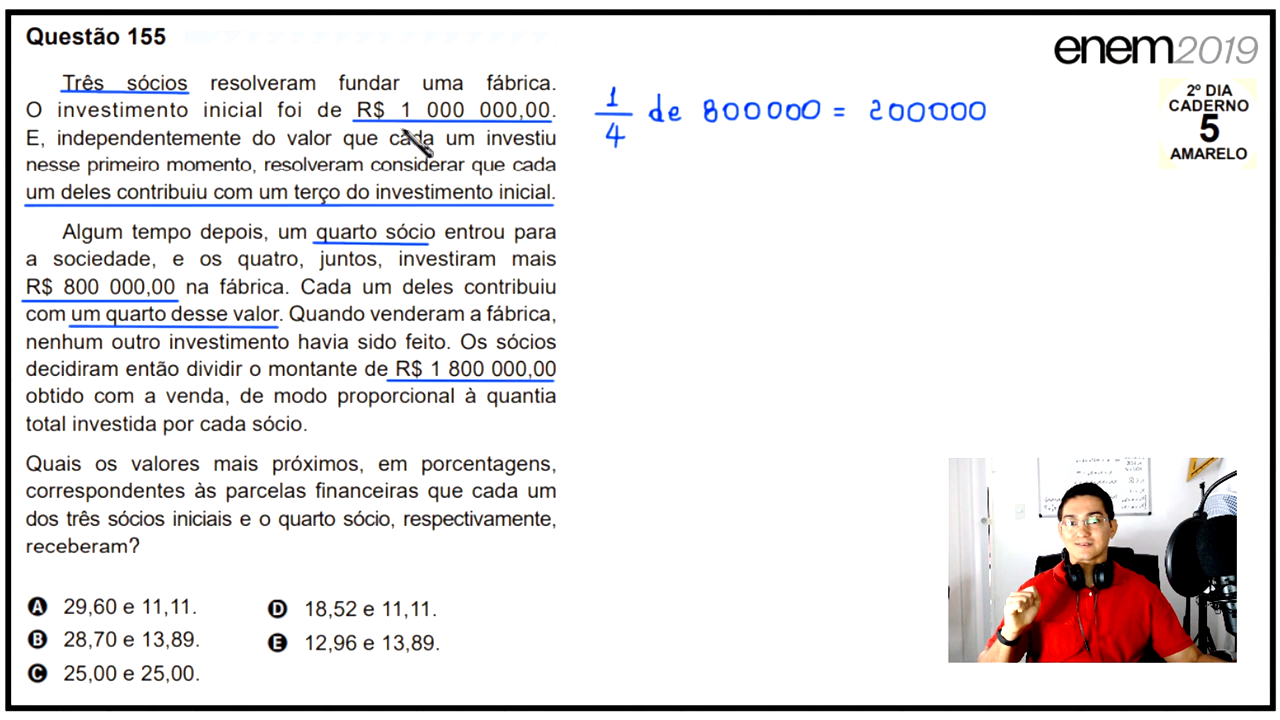 Questão 155
Três sócios resolveram fundar uma fábrica.
O investimento inicial foi de R$ 1 000 000,00.
E, independentemente do valor que cada um investiu
nesse primeiro momento, resolveram considerar que cada
um deles contribuiu com um terço do investimento inicial.
Algum tempo depois, um quarto sócio entrou para
a sociedade, e os quatro, juntos, investiram mais
R$ 800 000,00 na fábrica. Cada um deles contribuiu
com um quarto desse valor. Quando venderam a fábrica,
nenhum outro investimento havia sido feito. Os sócios
decidiram então dividir o montante de R$ 1 800 000,00
obtido com a venda, de modo proporcional à quantia
total investida por cada sócio.
Quais os valores mais próximos, em porcentagens,
correspondentes às parcelas financeiras que cada um
dos três sócios iniciais e o quarto sócio, respectivamente,
receberam?
A 29,60 e 11,11.
B 28,70 e 13,89.
C 25,00 e 25,00.
D 18,52 e 11,11.
E 12,96 e 13,89.
1/4 de 800000 = 200000
enem2019
2º DIA
CADERNO
5
AMARELO